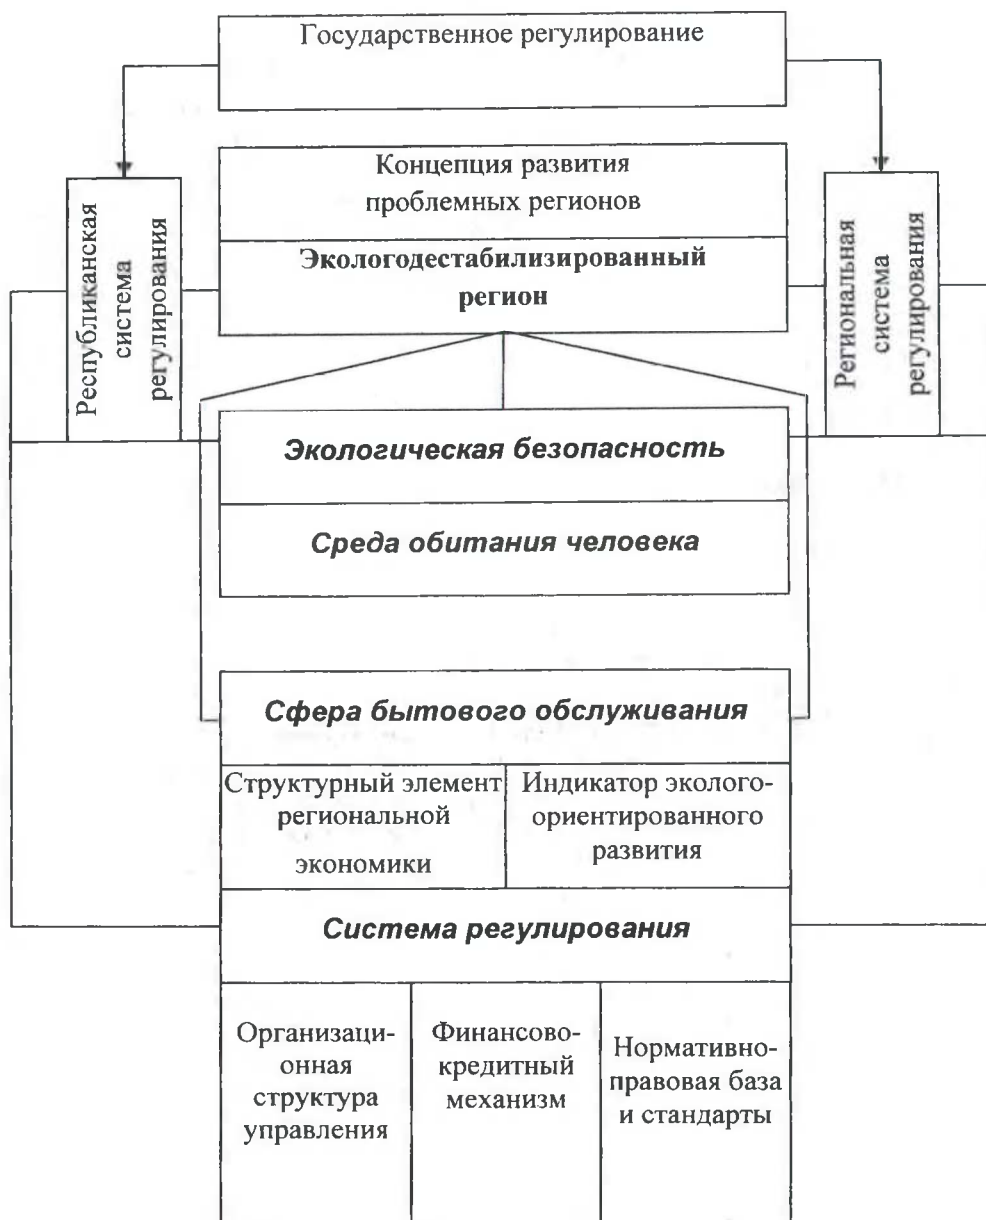 Государственное регулирование
Концепция развития
проблемных регионов
Экологодестабилизированный
регион
Республиканская
система
регулирования
Региональная
система
регулирования
Экологическая безопасность
Среда обитания человека
Сфера бытового обслуживания
Структурный элемент
региональной
экономики
Индикатор эколого-
ориентированного
развития
Система регулирования
Организаци-
онная
структура
управления
Финансово-
кредитный
механизм
Нормативно-
правовая база
и стандарты